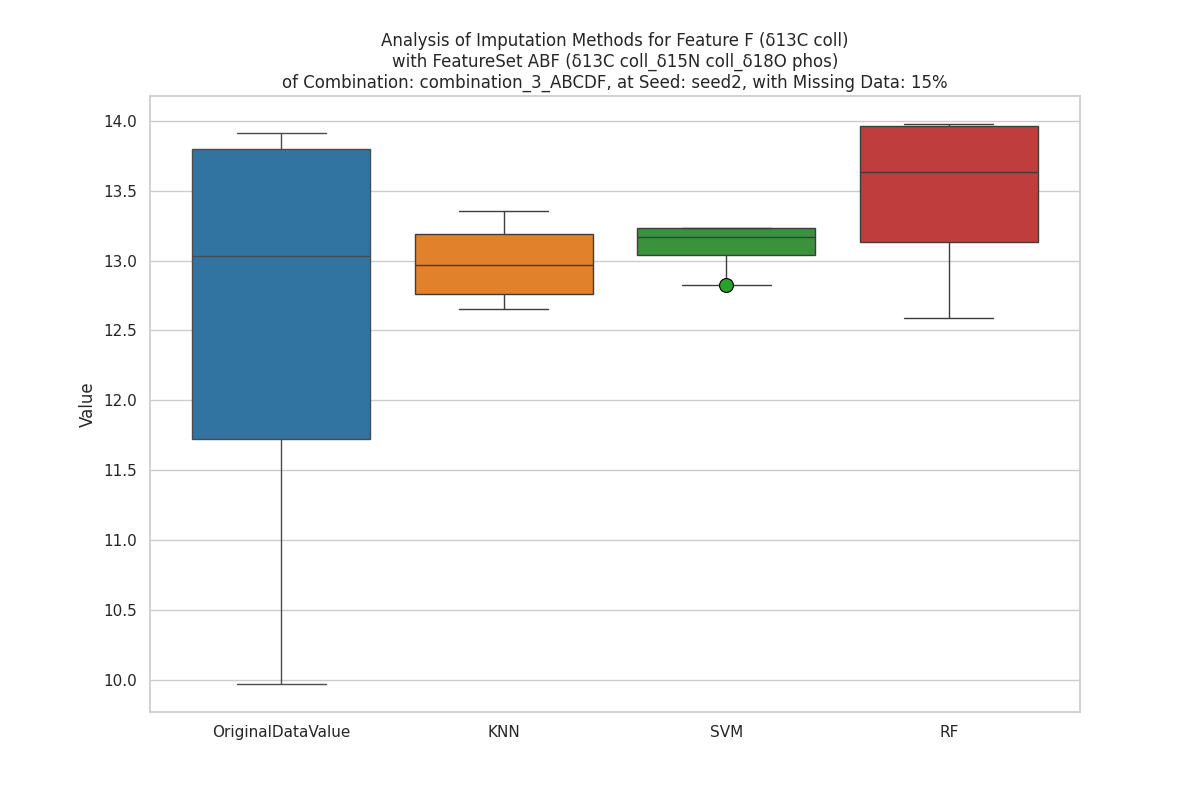 Analysis of Imputation Methods for Feature F (δ13C coll)
with FeatureSet ABF (δ13C coll_δ15N coll_δ18O phos)
of Combination: combination_3_ABCDF, at Seed: seed2, with Missing Data: 15%
14.0
13.5
13.0
12.5
12.0
11.5
11.0
10.5
10.0
Value
OriginalDataValue KNN SVM RF